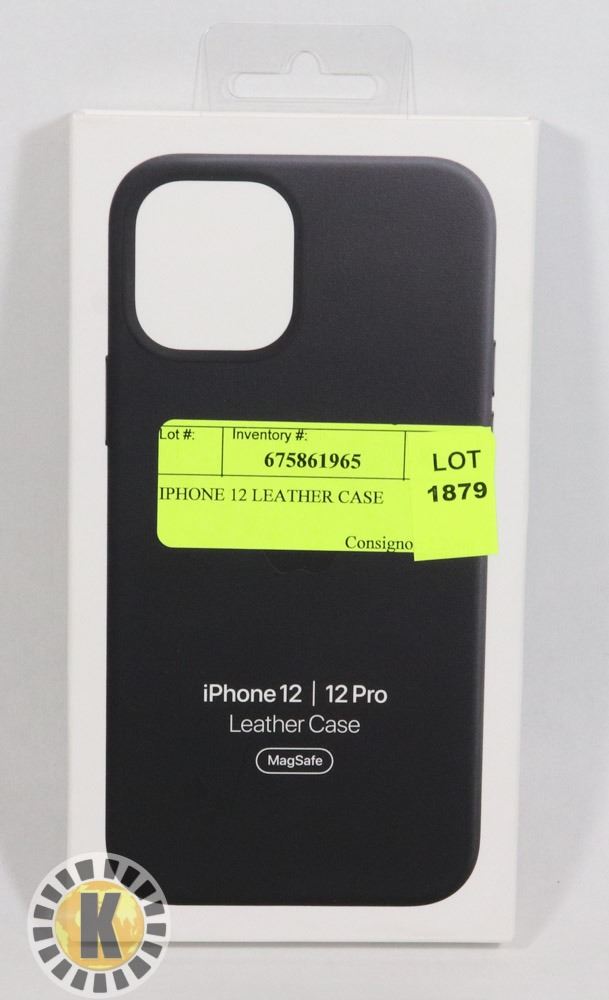 Lot #:
Inventory #:
675861965
LOT
1879
IPHONE 12 LEATHER CASE
Consigno
iPhone 12 | 12 Pro
Leather Case
MagSafe
K